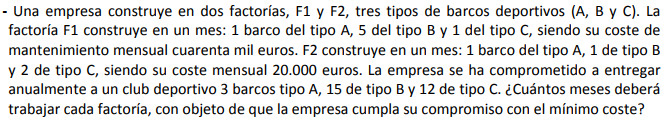 - Una empresa construye en dos factorías, F1 y F2, tres tipos de barcos deportivos (A, B y C). La
factoría F1 construye en un mes: 1 barco del tipo A, 5 del tipo B y 1 del tipo C, siendo su coste de
mantenimiento mensual cuarenta mil euros. F2 construye en un mes: 1 barco del tipo A, 1 de tipo B
y 2 de tipo C, siendo su coste mensual 20.000 euros. La empresa se ha comprometido a entregar
anualmente a un club deportivo 3 barcos tipo A, 15 de tipo B y 12 de tipo C. ¿Cuántos meses deberá
trabajar cada factoría, con objeto de que la empresa cumpla su compromiso con el mínimo coste?